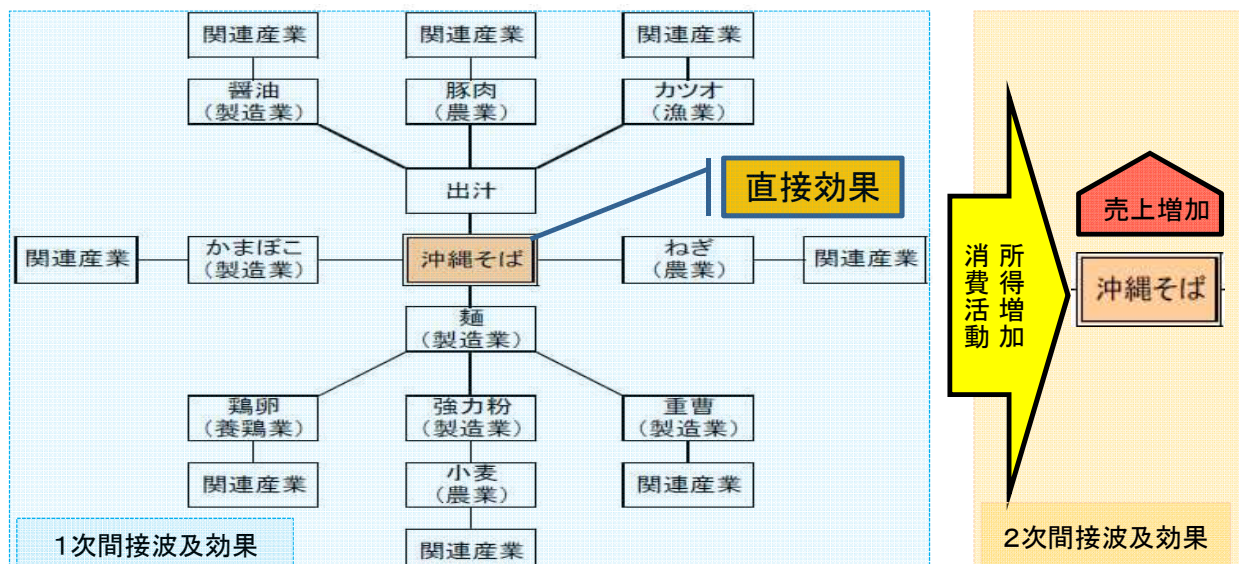 関連産業
関連産業
関連産業
醤油
(製造業)
豚肉
(農業)
カツオ
(漁業)
出汁
直接効果
関連産業
かまぼこ
(製造業)
沖縄そば
ねぎ
(農業)
関連産業
麺
(製造業)
鶏卵
(養鶏業)
強力粉
(製造業)
重曹
(製造業)
関連産業
小麦
(農業)
関連産業
関連産業
1次間接波及効果
所得増加
消費活動
売上増加
沖縄そば
2次間接波及効果